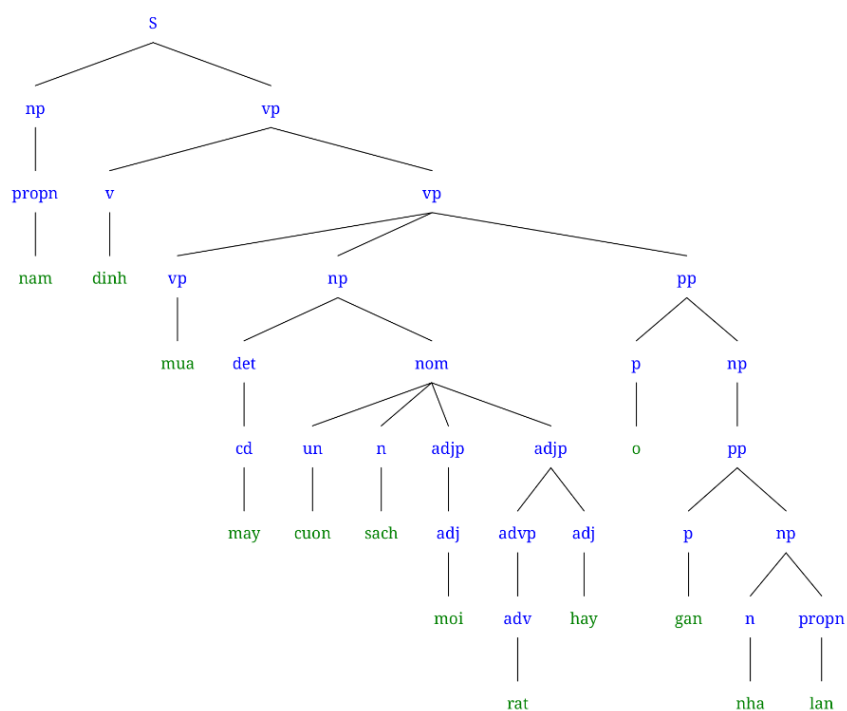 S
np vp
propn v vp
nam dinh vp np pp
mua det nom p np
cd un n adjp adjp o pp
may cuon sach adj advp adj p np
moi adv hay gan n propn
rat nha lan